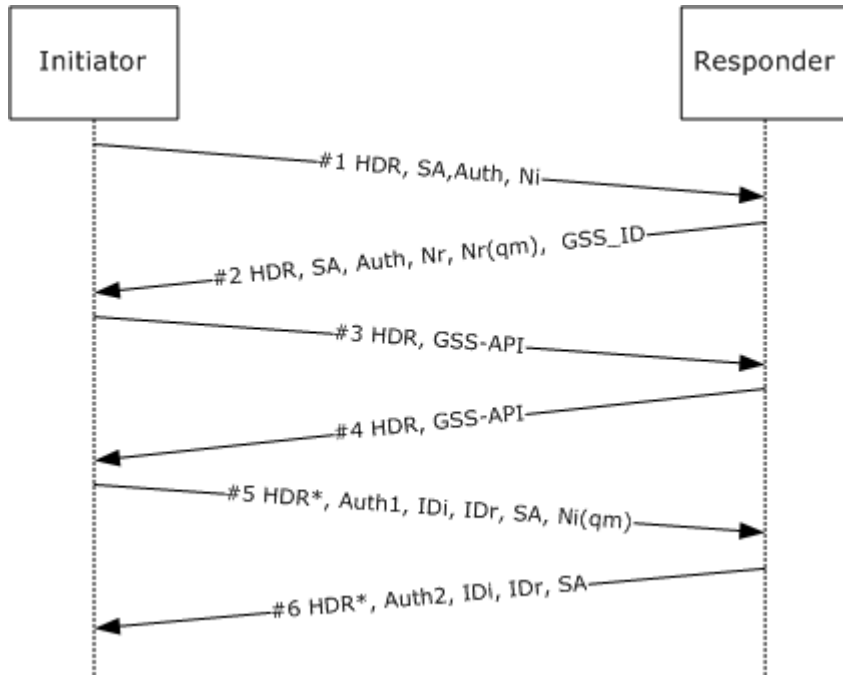 Initiator
Responder
#1 HDR, SA,Auth, Ni
#2 HDR, SA, Auth, Nr, Nr(qm), GSS_ID
#3 HDR, GSS-API
#4 HDR, GSS-API
#5 HDR*, Auth1, IDi, IDr, SA, Ni(qm)
#6 HDR*, Auth2, IDi, IDr, SA